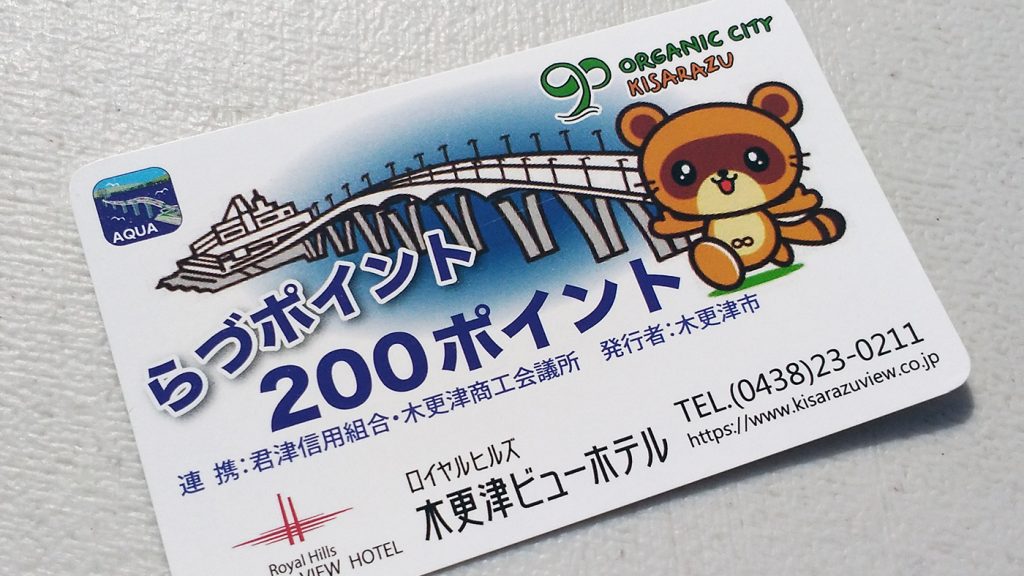 ORGANIC CITY
KISARAZU
AQUA
らづポイント
200ポイント
連 携：君津信用組合・木更津商工会議所 発行者：木更津市
TEL.(0438)23-0211
https://www.kisarazuview.co.jp
ロイヤルヒルズ
木更津ビューホテル
Royal Hills
VIEW HOTEL